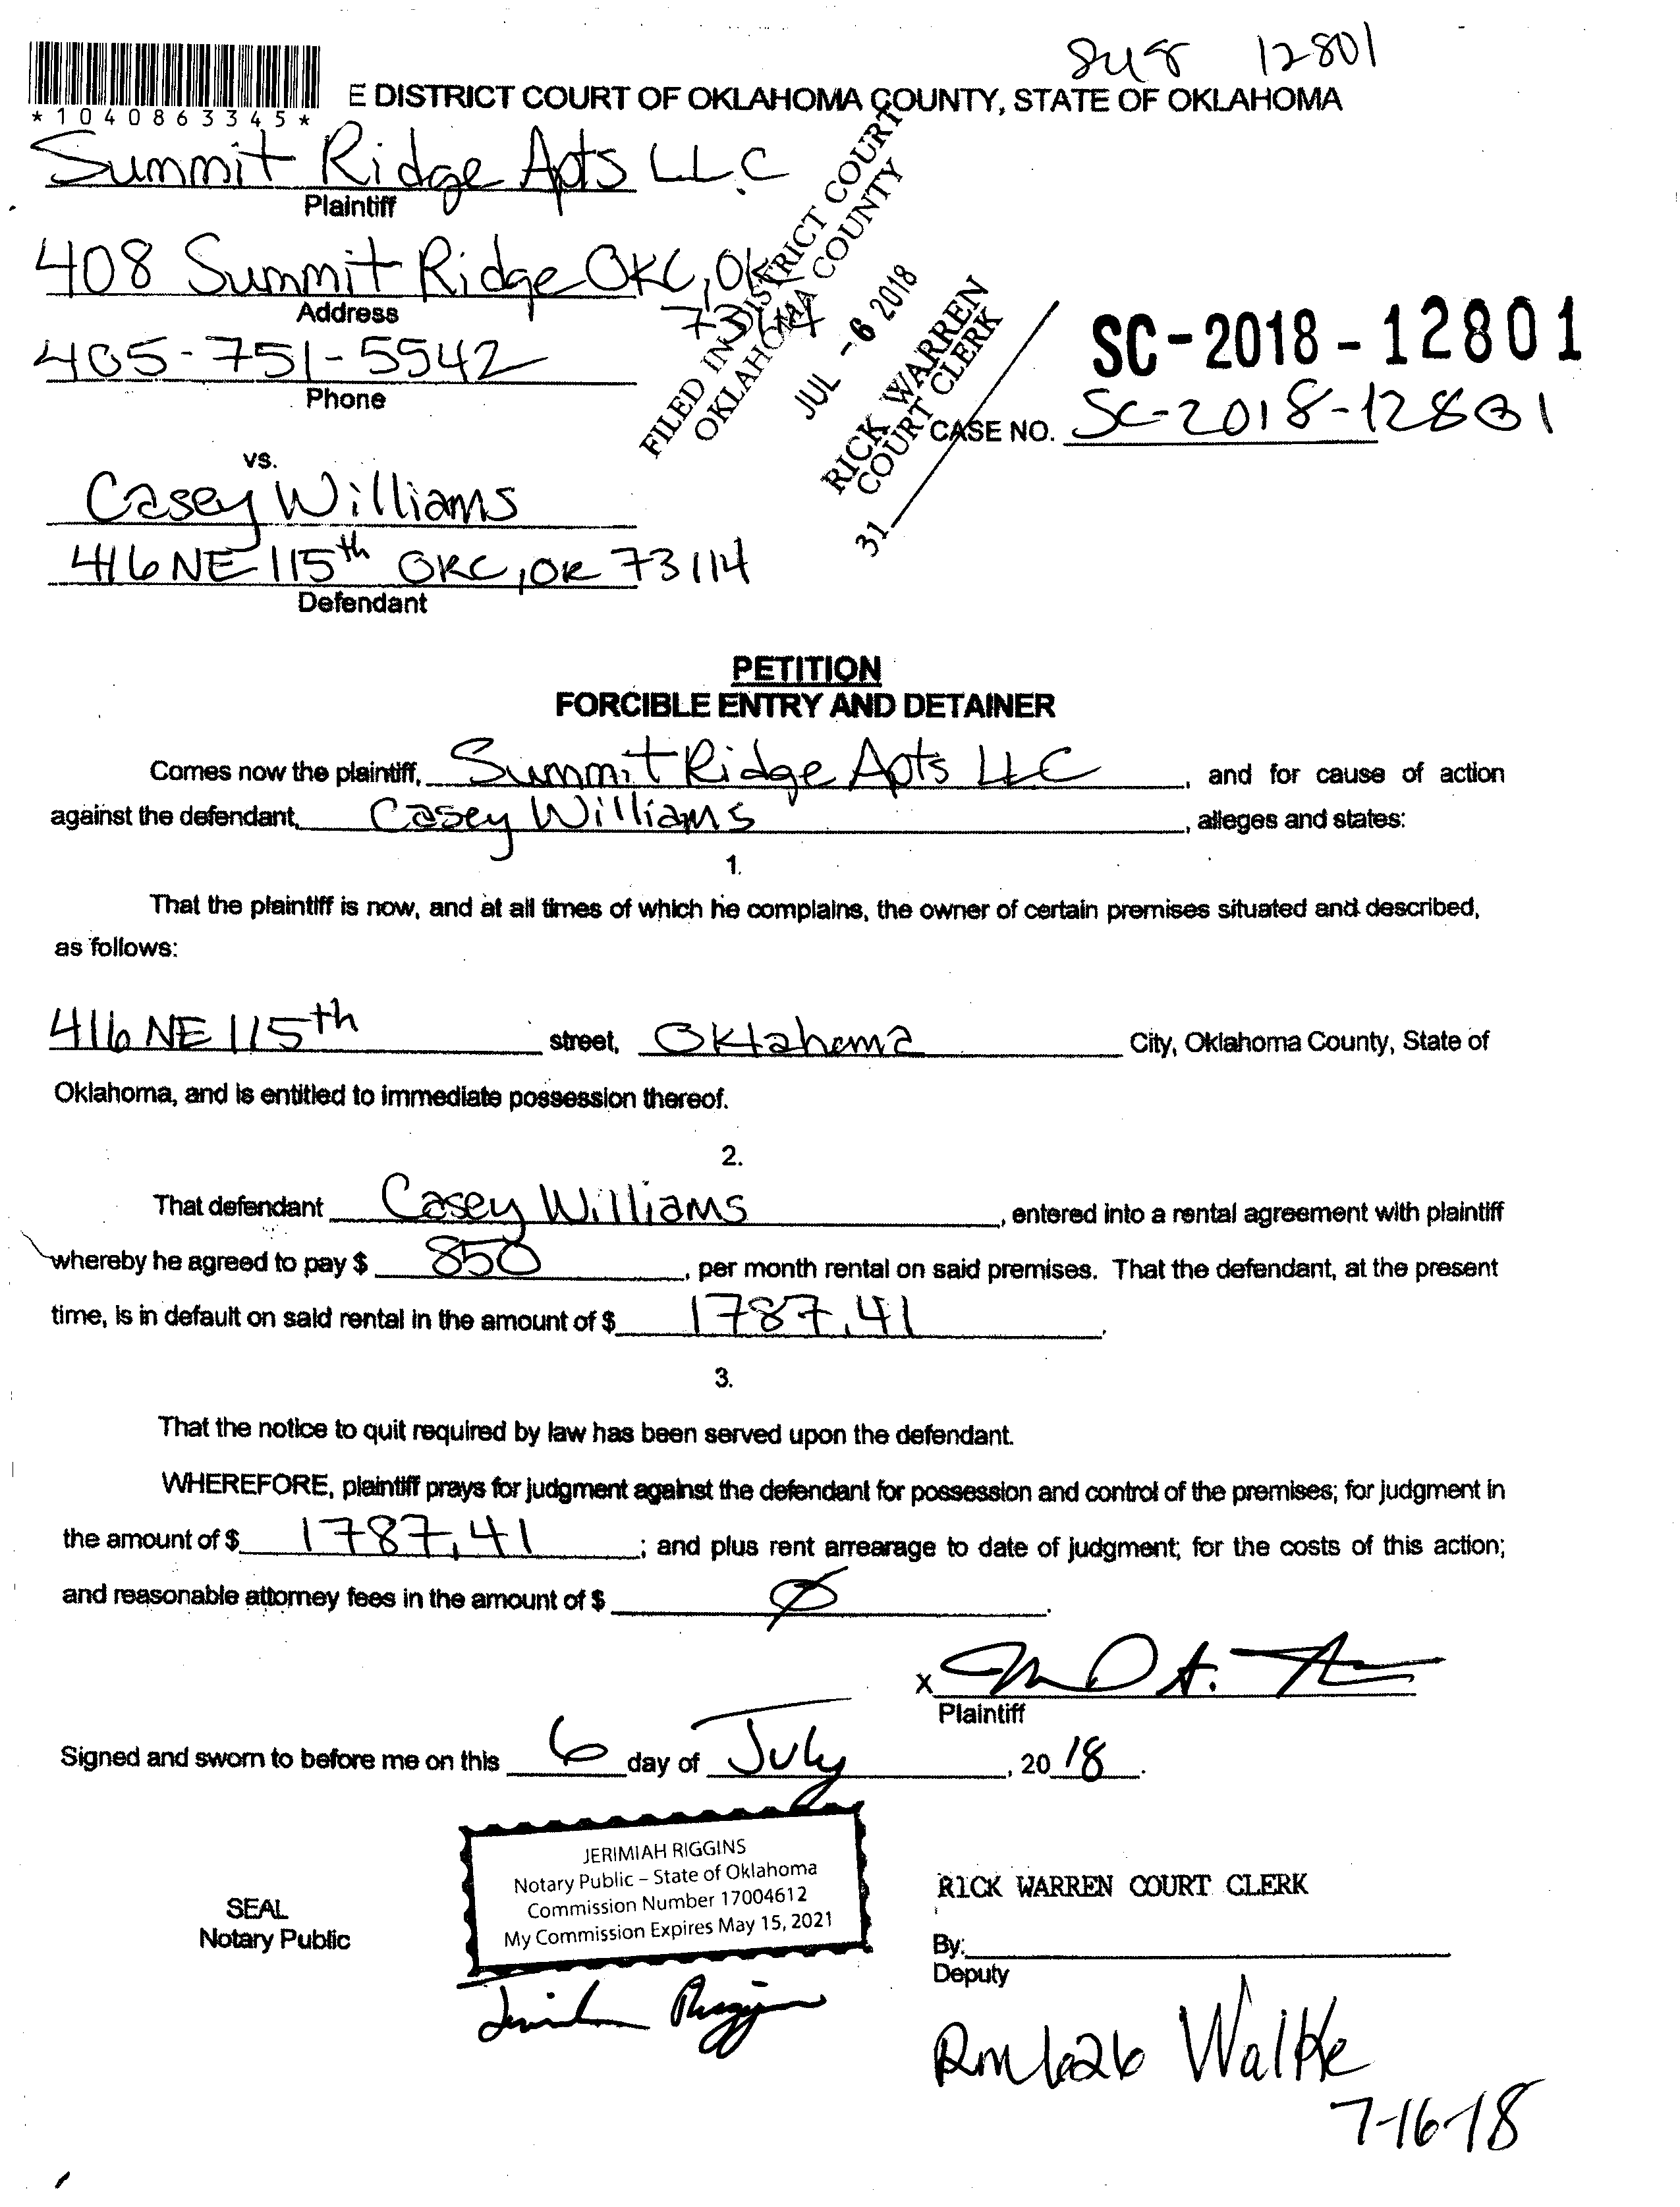 12801
*1040863345*
E DISTRICT COURT OF OKLAHOMA COUNTY, STATE OF OKLAHOMA
Summit Ridge Apts LLC
Plaintiff
408 Summit Ridge OKC, OK
73114
Address
405-751-5542
Phone
FILED IN DISTRICT COURT
OKLAHOMA COUNTY
JUL -6 2018
RICK WARREN
COURT CLERK
31
SC-2018-12801
CASE NO. SC-2018-12801
vs.
Casey Williams
416 NE 115th OKC, OK 73114
Defendant
PETITION
FORCIBLE ENTRY AND DETAINER
Comes now the plaintiff, Summit Ridge Apts LLC, and for cause of action
against the defendant, Casey Williams, alleges and states:
1.
That the plaintiff is now, and at all times of which he complains, the owner of certain premises situated and described,
as follows:
416 NE 115th street, Oklahoma City, Oklahoma County, State of
Oklahoma, and is entitled to immediate possession thereof.
2.
That defendant Casey Williams, entered into a rental agreement with plaintiff
whereby he agreed to pay $ 850, per month rental on said premises. That the defendant, at the present
time, is in default on said rental in the amount of $ 1787.41.
3.
That the notice to quit required by law has been served upon the defendant.
WHEREFORE, plaintiff prays for judgment against the defendant for possession and control of the premises; for judgment in
the amount of $ 1787.41; and plus rent arrearage to date of judgment; for the costs of this action;
and reasonable attorney fees in the amount of $ Ø.
X
Plaintiff
Signed and sworn to before me on this 6 day of July, 2018.
JERIMIAH RIGGINS
Notary Public – State of Oklahoma
Commission Number 17004612
My Commission Expires May 15, 2021
SEAL
Notary Public
RICK WARREN COURT CLERK
By:
Deputy
Rm 626 Walke
7-16-18